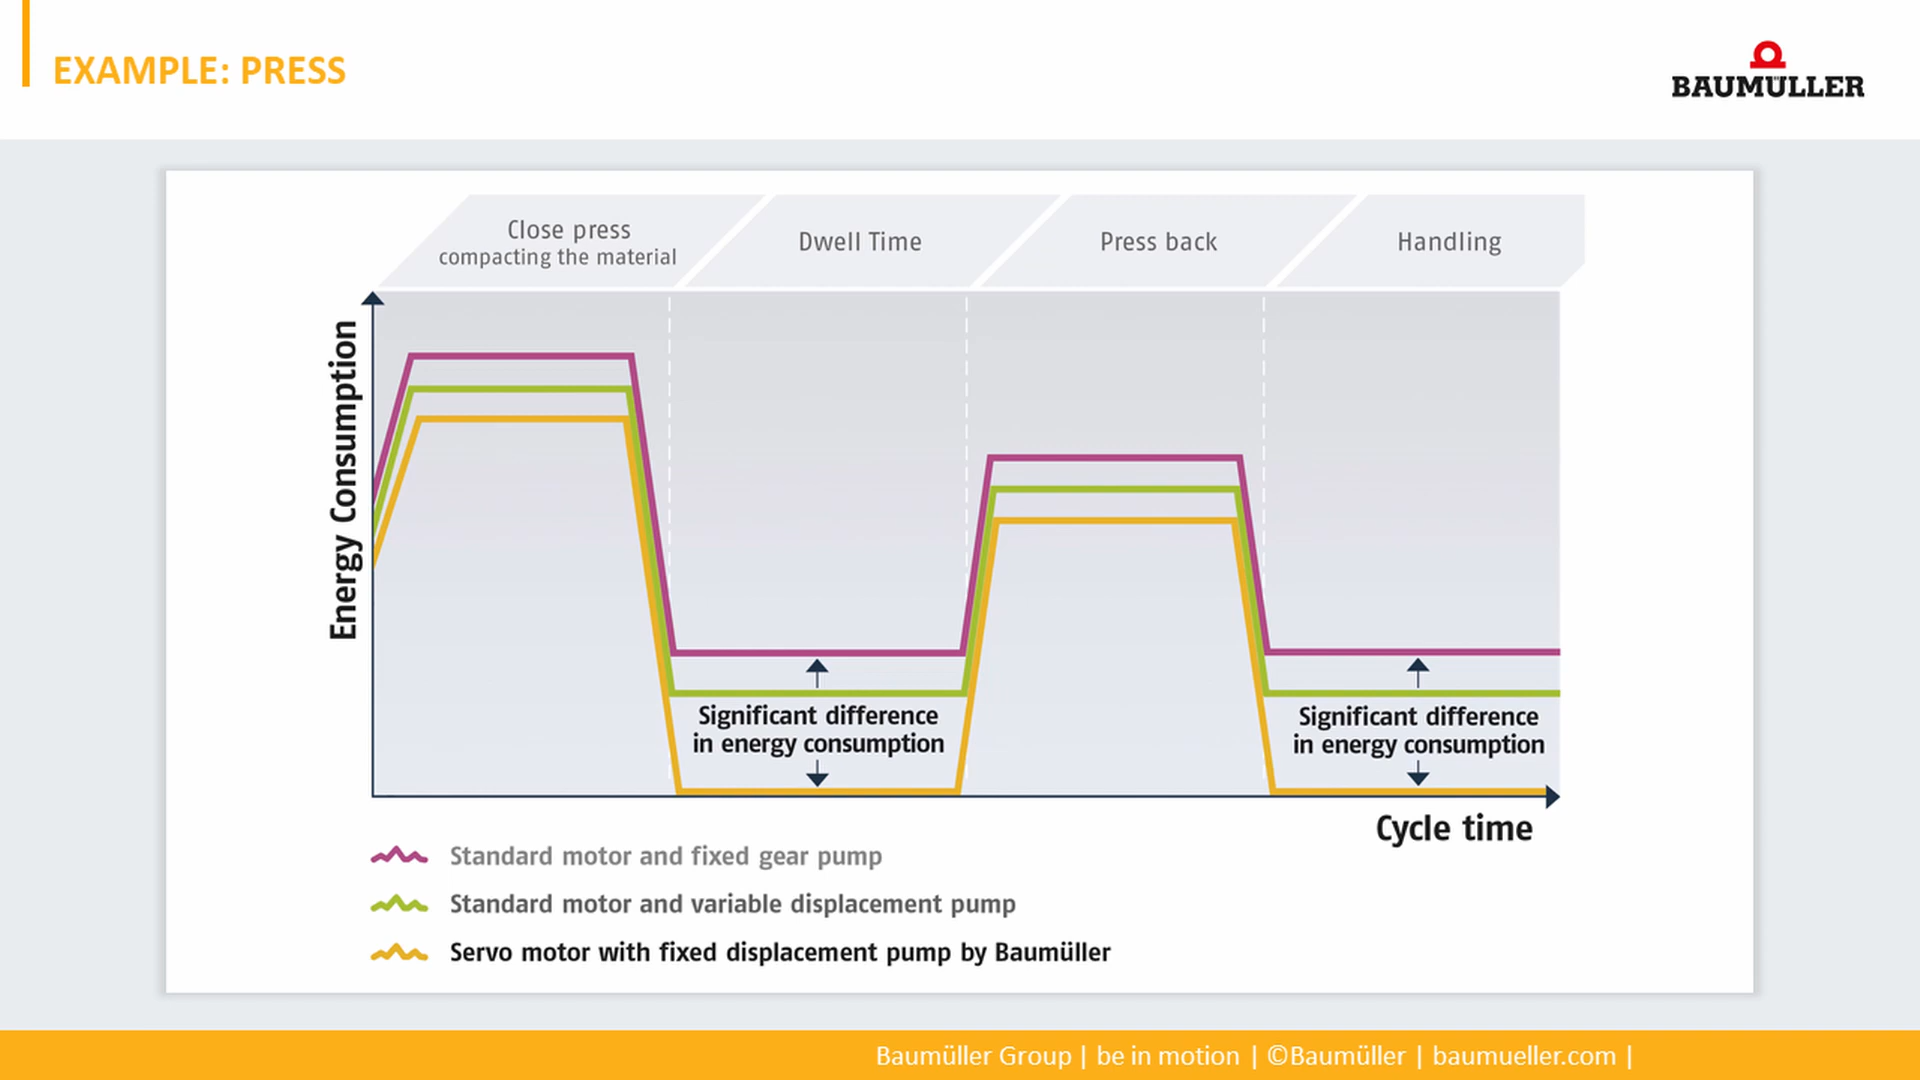 EXAMPLE: PRESS
BAUMÜLLER
Close press
compacting the material
Dwell Time
Press back
Handling
Energy Consumption
Significant difference
in energy consumption
Significant difference
in energy consumption
Cycle time
Standard motor and fixed gear pump
Standard motor and variable displacement pump
Servo motor with fixed displacement pump by Baumüller
Baumüller Group | be in motion | ©Baumüller | baumueller.com |